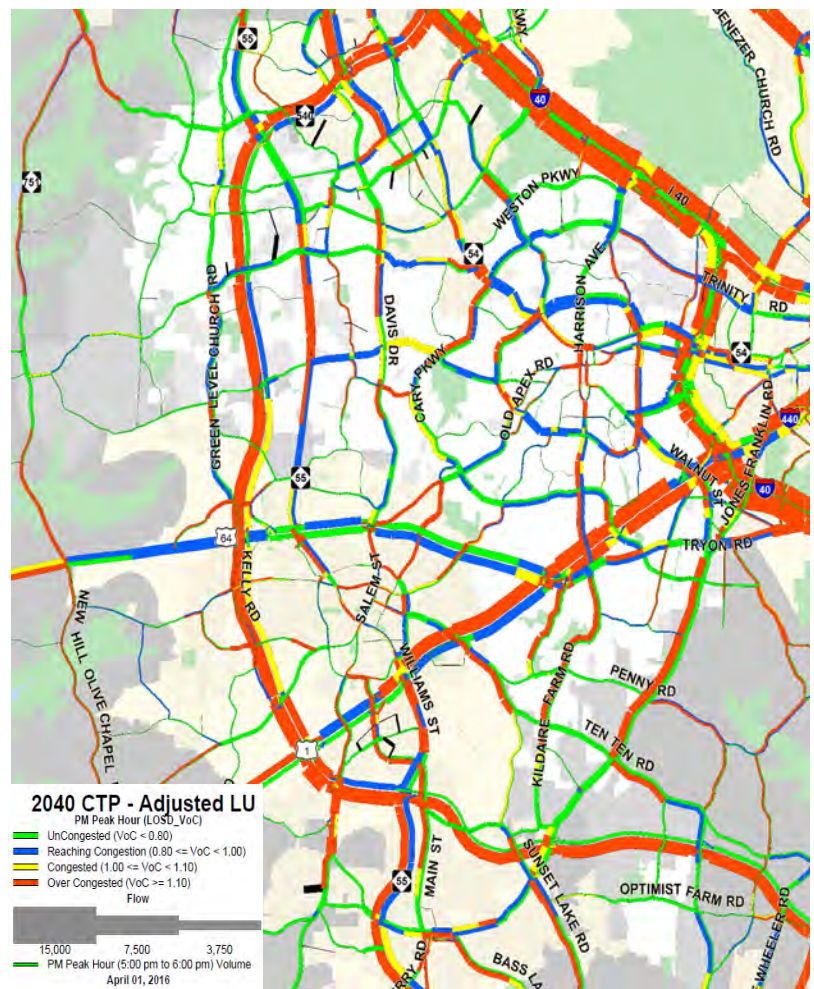 55
KWY
EBENEZER CHURCH RD
40
540
751
WESTON PKWY
I 40
54
HARRISON AVE
TRINITY RD
GREEN LEVEL CHURCH RD
DAVIS DR
54
CARY PKWY
OLD APEX RD
JONES FRANKLIN RD
440
WALNUT ST
55
40
64
TRYON RD
KELLY RD
SALEM ST
NEW HILL OLIVE CHAPEL
WILLIAMS ST
PENNY RD
KILDAIRE FARM RD
TEN TEN RD
1
2040 CTP - Adjusted LU
PM Peak Hour (LOSD_VoC)
UnCongested (VoC < 0.80)
Reaching Congestion (0.80 <= VoC < 1.00)
Congested (1.00 <= VoC < 1.10)
Over Congested (VoC >= 1.10)
Flow
15,000 7,500 3,750
PM Peak Hour (5:00 pm to 6:00 pm) Volume
April 01, 2016
55
MAIN ST
SUNSET LAKE RD
OPTIMIST FARM RD
WHEELER RD
ERRY RD
BASS LA